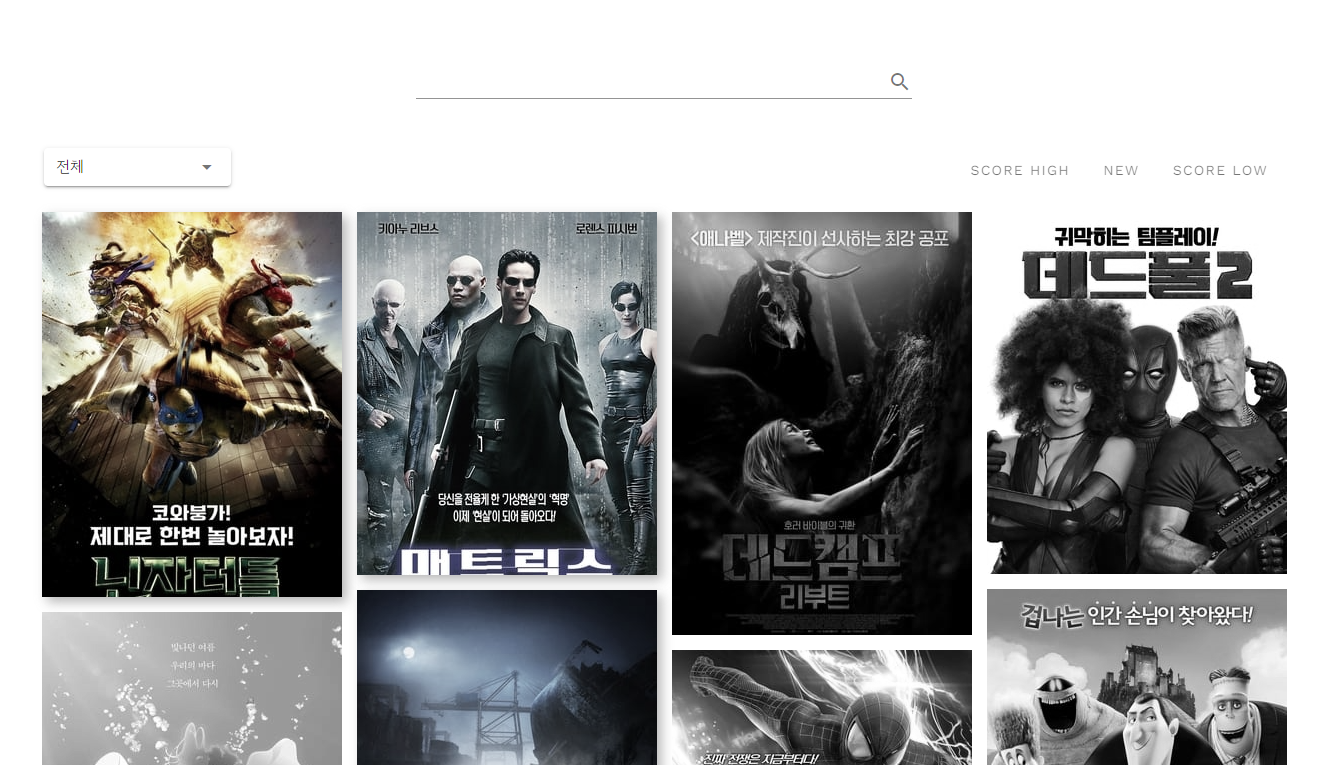 전체
SCORE HIGH
NEW
SCORE LOW
코와붕가!
제대로 한번 놀아보자!
닌자터틀
키아누 리브스
로렌스 피시번
당신을 전율케 한 '가상현실'의 '혁명'
이제 '현실'이 되어 돌아오다!
매트릭스
<애나벨> 제작진이 선사하는 최강 공포
호러 바이블의 귀환
데드캠프
리부트
귀막히는 팀플레이!
데드풀2
빛나던 여름
우리의 바다
그곳에서 다시
진짜 전쟁은 지금부터다!
겁나는 인간 손님이 찾아왔다!